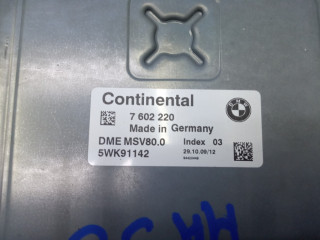 Continental
7 602 220
Made in Germany
DME MSV80.0 Index 03
5WK91142 29.10.09/12